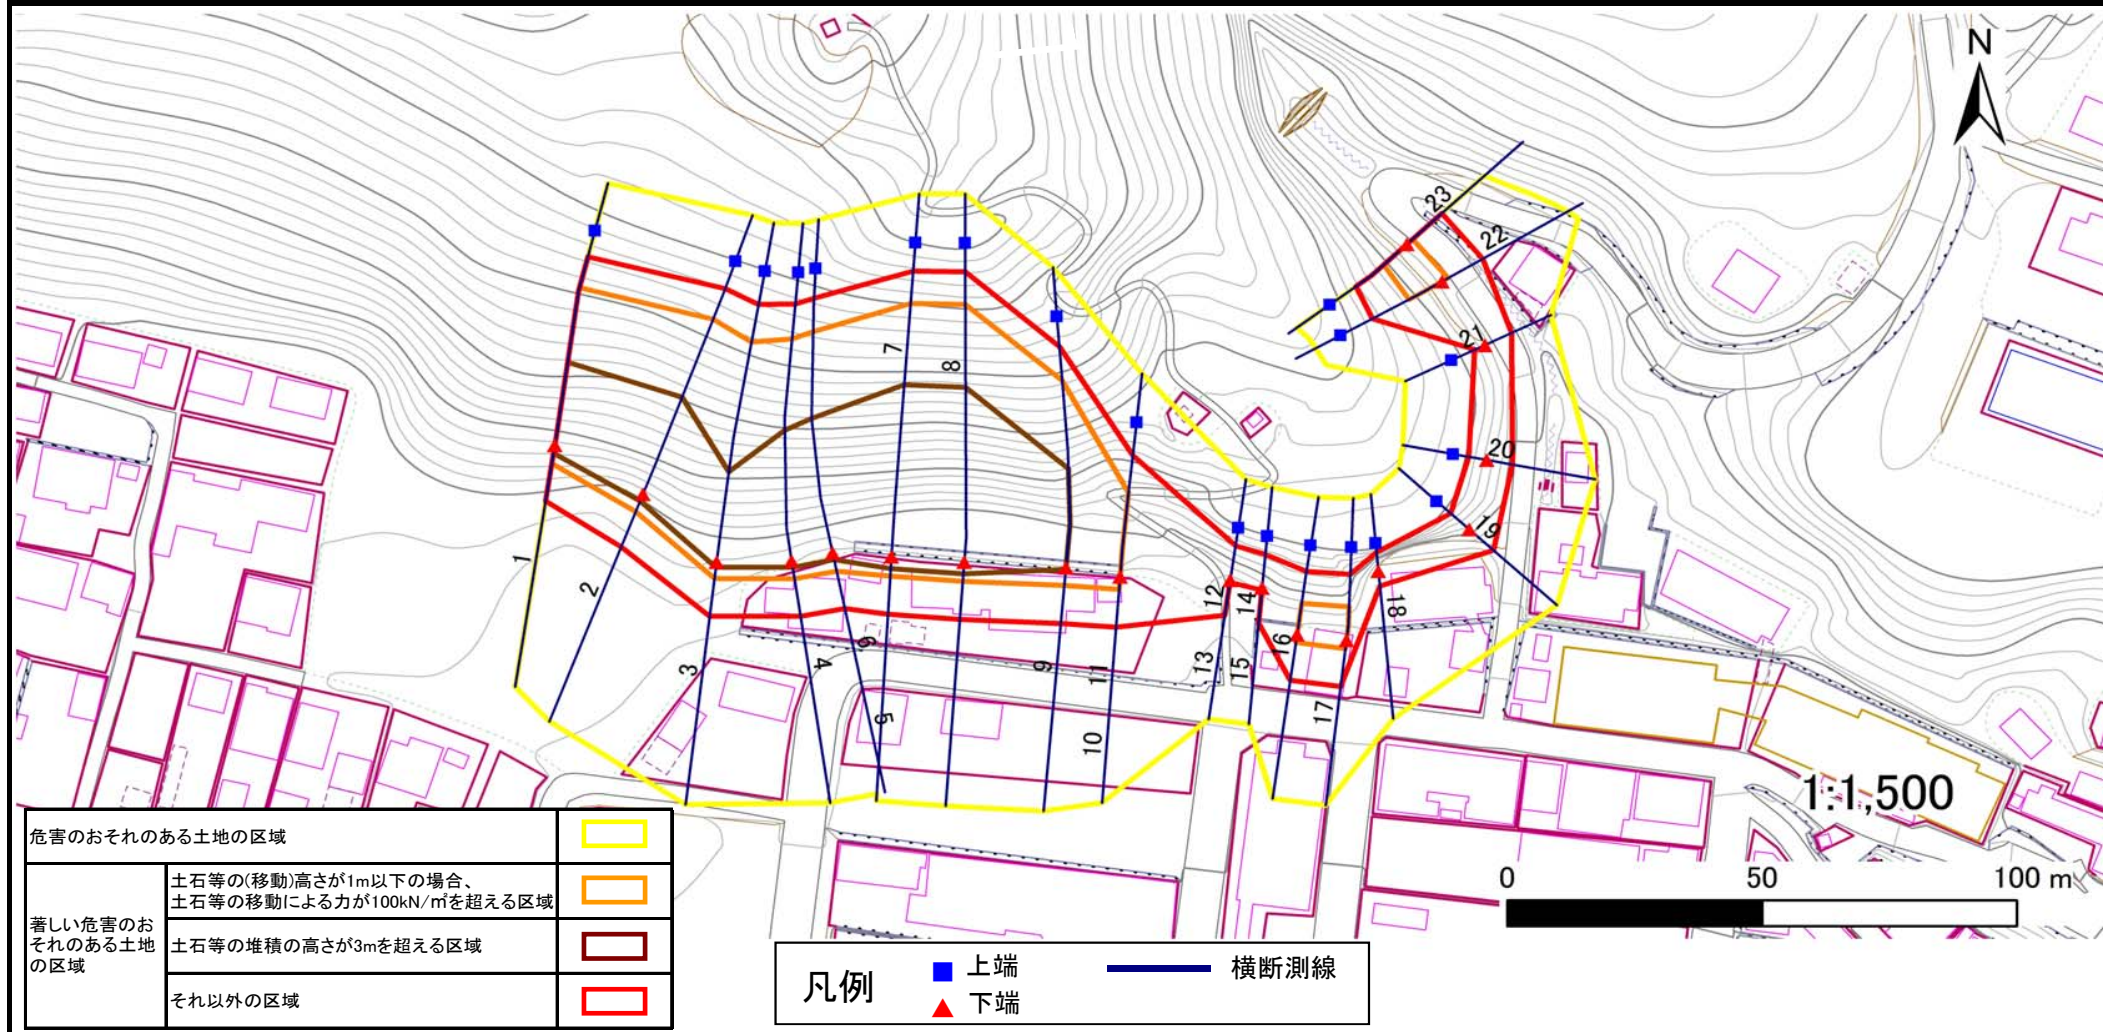 N
23
22
21
20
19
7
8
1
2
3
4
6
5
9
11
10
12
13
14
15
16
17
18
1:1,500
0 50 100 m
危害のおそれのある土地の区域
著しい危害のお
それのある土地
の区域
土石等の(移動)高さが1m以下の場合、
土石等の移動による力が100kN/㎡を超える区域
土石等の堆積の高さが3mを超える区域
それ以外の区域
凡例
上端
下端
横断測線